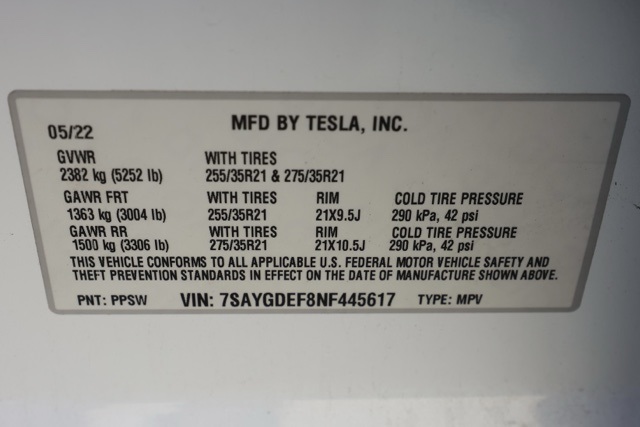 05/22 MFD BY TESLA, INC.
GVWR WITH TIRES
2382 kg (5252 lb) 255/35R21 & 275/35R21
GAWR FRT WITH TIRES RIM COLD TIRE PRESSURE
1363 kg (3004 lb) 255/35R21 21X9.5J 290 kPa, 42 psi
GAWR RR WITH TIRES RIM COLD TIRE PRESSURE
1500 kg (3306 lb) 275/35R21 21X10.5J 290 kPa, 42 psi
THIS VEHICLE CONFORMS TO ALL APPLICABLE U.S. FEDERAL MOTOR VEHICLE SAFETY AND
THEFT PREVENTION STANDARDS IN EFFECT ON THE DATE OF MANUFACTURE SHOWN ABOVE.
PNT: PPSW VIN: 7SAYGDEF8NF445617 TYPE: MPV